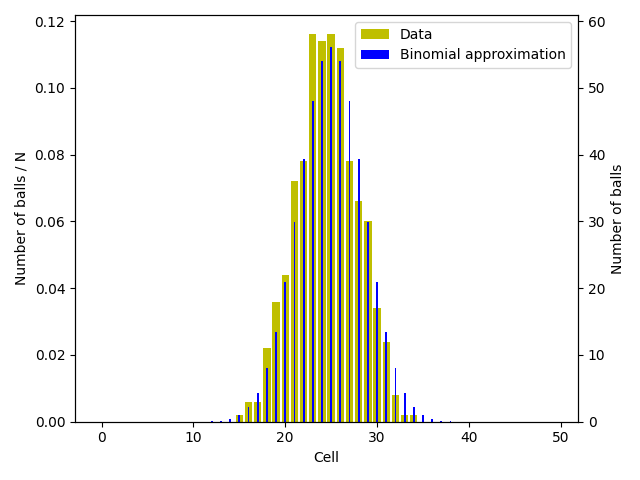 Data
Binomial approximation
0.12
0.10
0.08
0.06
0.04
0.02
0.00
60
50
40
30
20
10
0
Number of balls / N
Number of balls
0 10 20 30 40 50
Cell